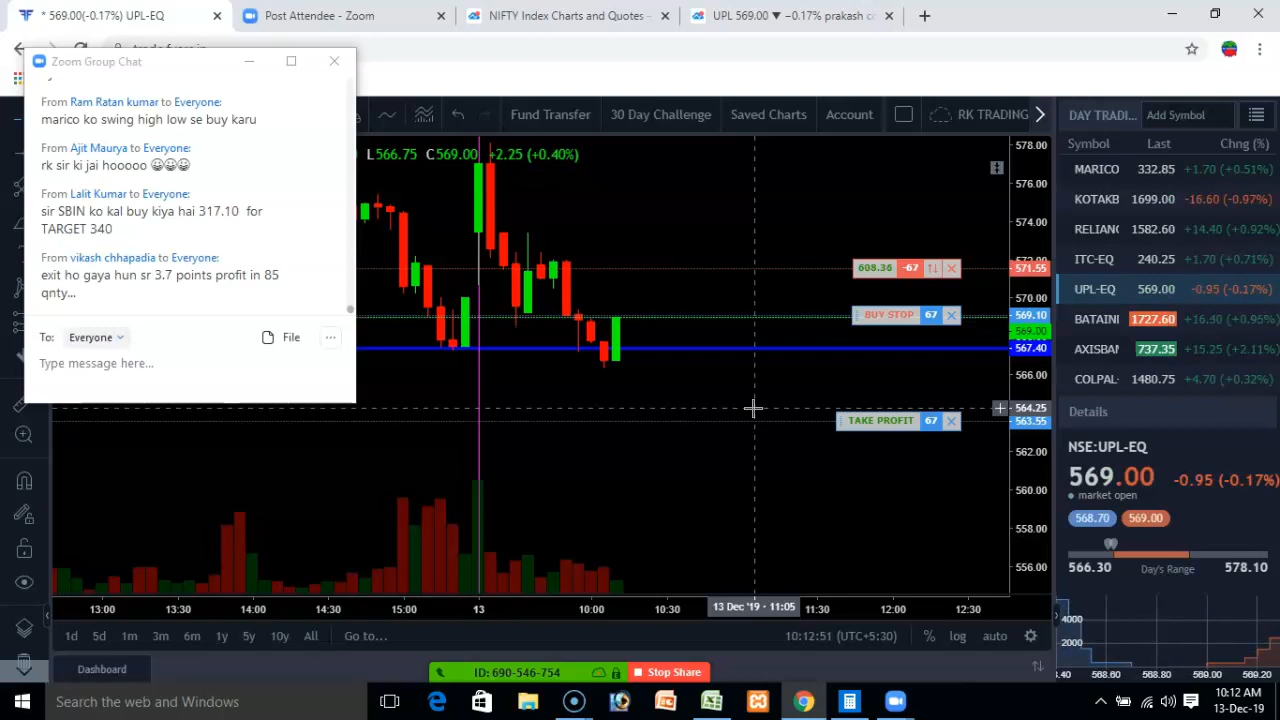 * 569.00(-0.17%) UPL-EQ
Post Attendee - Zoom
NIFTY Index Charts and Quotes -
UPL 569.00 ▼ −0.17% prakash co
Zoom Group Chat
From Ram Ratan kumar to Everyone:
marico ko swing high low se buy karu
From Ajit Maurya to Everyone:
rk sir ki jai hooooo 😀😀😀
From Lalit Kumar to Everyone:
sir SBIN ko kal buy kiya hai 317.10 for
TARGET 340
From vikash chhapadia to Everyone:
exit ho gaya hun sr 3.7 points profit in 85
qnty...
To: Everyone
File
...
Type message here...
Fund Transfer
30 Day Challenge
Saved Charts
Account
RK TRADING
L566.75 C569.00 +2.25 (+0.40%)
578.00
576.00
574.00
572.00
571.55
570.00
569.10
569.00
567.40
566.00
564.25
563.55
562.00
560.00
558.00
556.00
608.36 -67
BUY STOP 67
TAKE PROFIT 67
13:00 13:30 14:00 14:30 15:00 13 10:00 10:30 13 Dec '19 · 11:05 11:30 12:00 12:30
1d 5d 1m 3m 6m 1y 5y 10y All Go to...
10:12:51 (UTC+5:30) % log auto
Dashboard
ID: 690-546-754
Stop Share
DAY TRADI...
Add Symbol
Symbol Last Chng (%)
MARICO 332.85 +1.70 (+0.51%)
KOTAKB 1699.00 -16.60 (-0.97%)
RELIANC 1582.60 +14.40 (+0.92%)
ITC-EQ 240.25 +1.70 (+0.71%)
UPL-EQ 569.00 -0.95 (-0.17%)
BATAINI 1727.60 +16.30 (+0.95%)
AXISBAN 737.35 +15.25 (+2.11%)
COLPAL- 1480.75 +4.70 (+0.32%)
Details
NSE:UPL-EQ
569.00 -0.95 (-0.17%)
market open
568.70 569.00
566.30 Day's Range 578.10
4000
2000
.40 568.60 568.80 569.00 569.20
Search the web and Windows
10:12 AM
13-Dec-19